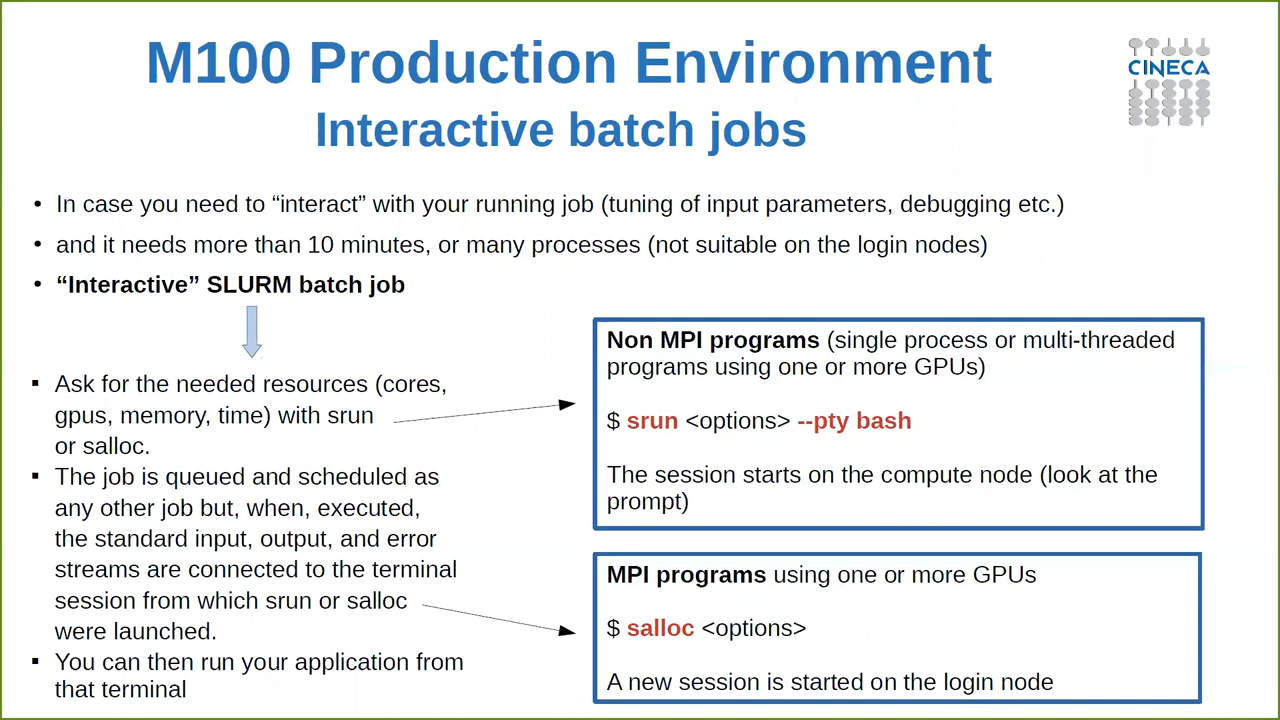 M100 Production Environment
Interactive batch jobs
CINECA
• In case you need to “interact” with your running job (tuning of input parameters, debugging etc.)
• and it needs more than 10 minutes, or many processes (not suitable on the login nodes)
• “Interactive” SLURM batch job
▪ Ask for the needed resources (cores,
gpus, memory, time) with srun
or salloc.
▪ The job is queued and scheduled as
any other job but, when, executed,
the standard input, output, and error
streams are connected to the terminal
session from which srun or salloc
were launched.
▪ You can then run your application from
that terminal
Non MPI programs (single process or multi-threaded
programs using one or more GPUs)
$ srun <options> --pty bash
The session starts on the compute node (look at the
prompt)
MPI programs using one or more GPUs
$ salloc <options>
A new session is started on the login node